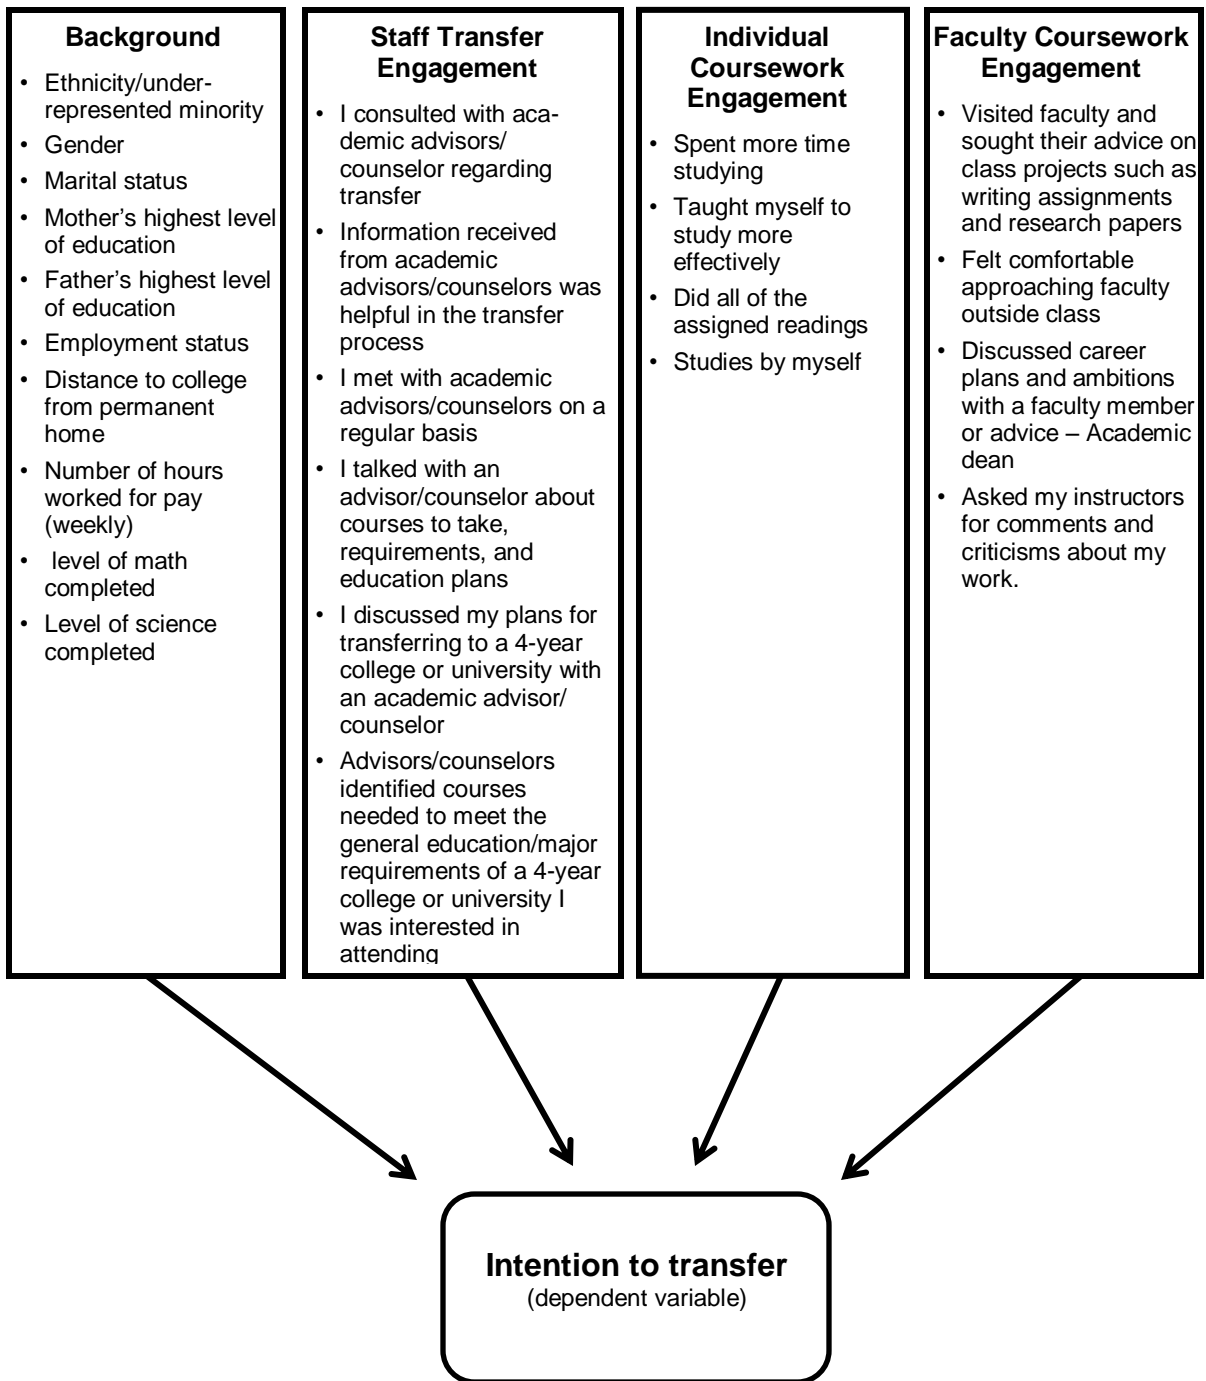 Background
• Ethnicity/under-
represented minority
• Gender
• Marital status
• Mother’s highest level
of education
• Father’s highest level
of education
• Employment status
• Distance to college
from permanent
home
• Number of hours
worked for pay
(weekly)
• level of math
completed
• Level of science
completed
Staff Transfer
Engagement
• I consulted with aca-
demic advisors/
counselor regarding
transfer
• Information received
from academic
advisors/counselors was
helpful in the transfer
process
• I met with academic
advisors/counselors on a
regular basis
• I talked with an
advisor/counselor about
courses to take,
requirements, and
education plans
• I discussed my plans for
transferring to a 4-year
college or university with
an academic advisor/
counselor
• Advisors/counselors
identified courses
needed to meet the
general education/major
requirements of a 4-year
college or university I
was interested in
attending
Individual
Coursework
Engagement
• Spent more time
studying
• Taught myself to
study more
effectively
• Did all of the
assigned readings
• Studies by myself
Faculty Coursework
Engagement
• Visited faculty and
sought their advice on
class projects such as
writing assignments
and research papers
• Felt comfortable
approaching faculty
outside class
• Discussed career
plans and ambitions
with a faculty member
or advice – Academic
dean
• Asked my instructors
for comments and
criticisms about my
work.
Intention to transfer
(dependent variable)